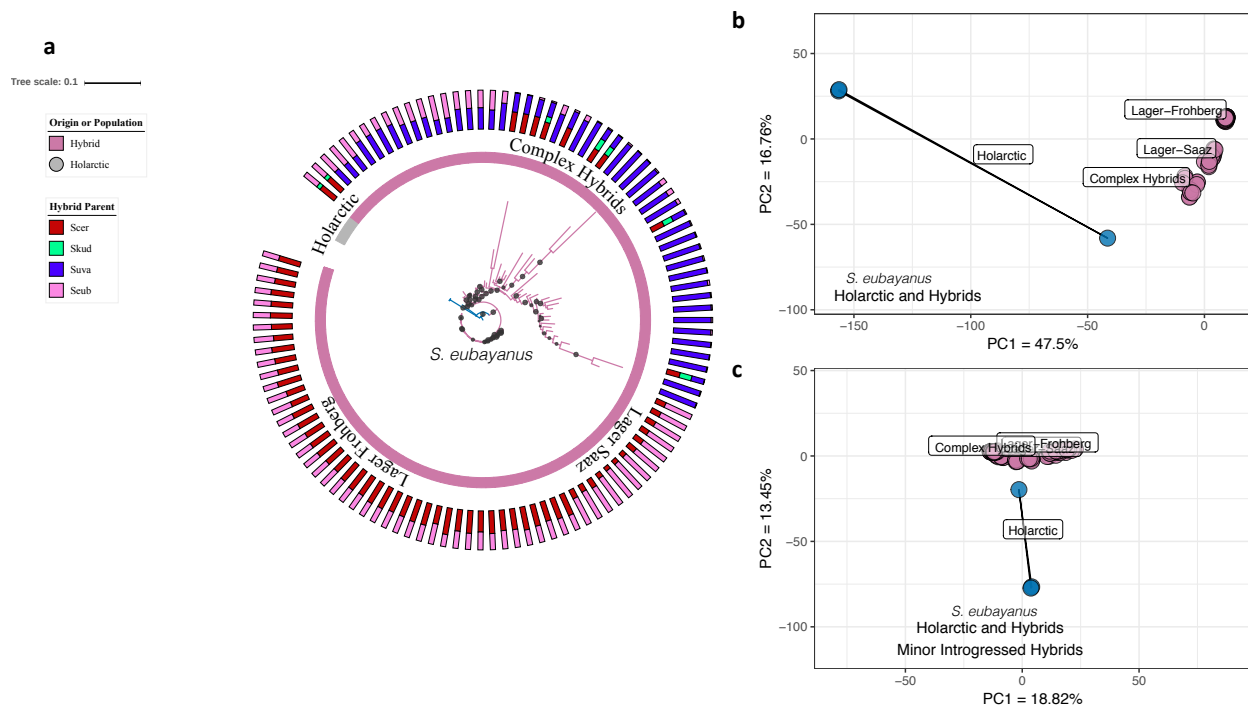 a
Tree scale: 0.1
Origin or Population
Hybrid
Holarctic
Hybrid Parent
Scer
Skud
Suva
Seub
Complex Hybrids
Holarctic
S. eubayanus
Lager Frohberg
Lager Saaz
b
50
0
−50
−100
PC2 = 16.76%
Lager−Frohberg
Lager−Saaz
Holarctic
Complex Hybrids
S. eubayanus
Holarctic and Hybrids
−150
−100
−50
0
PC1 = 47.5%
c
50
0
−50
−100
PC2 = 13.45%
Complex Hybrids
Lager−Frohberg
Holarctic
S. eubayanus
Holarctic and Hybrids
Minor Introgressed Hybrids
−50
0
50
PC1 = 18.82%